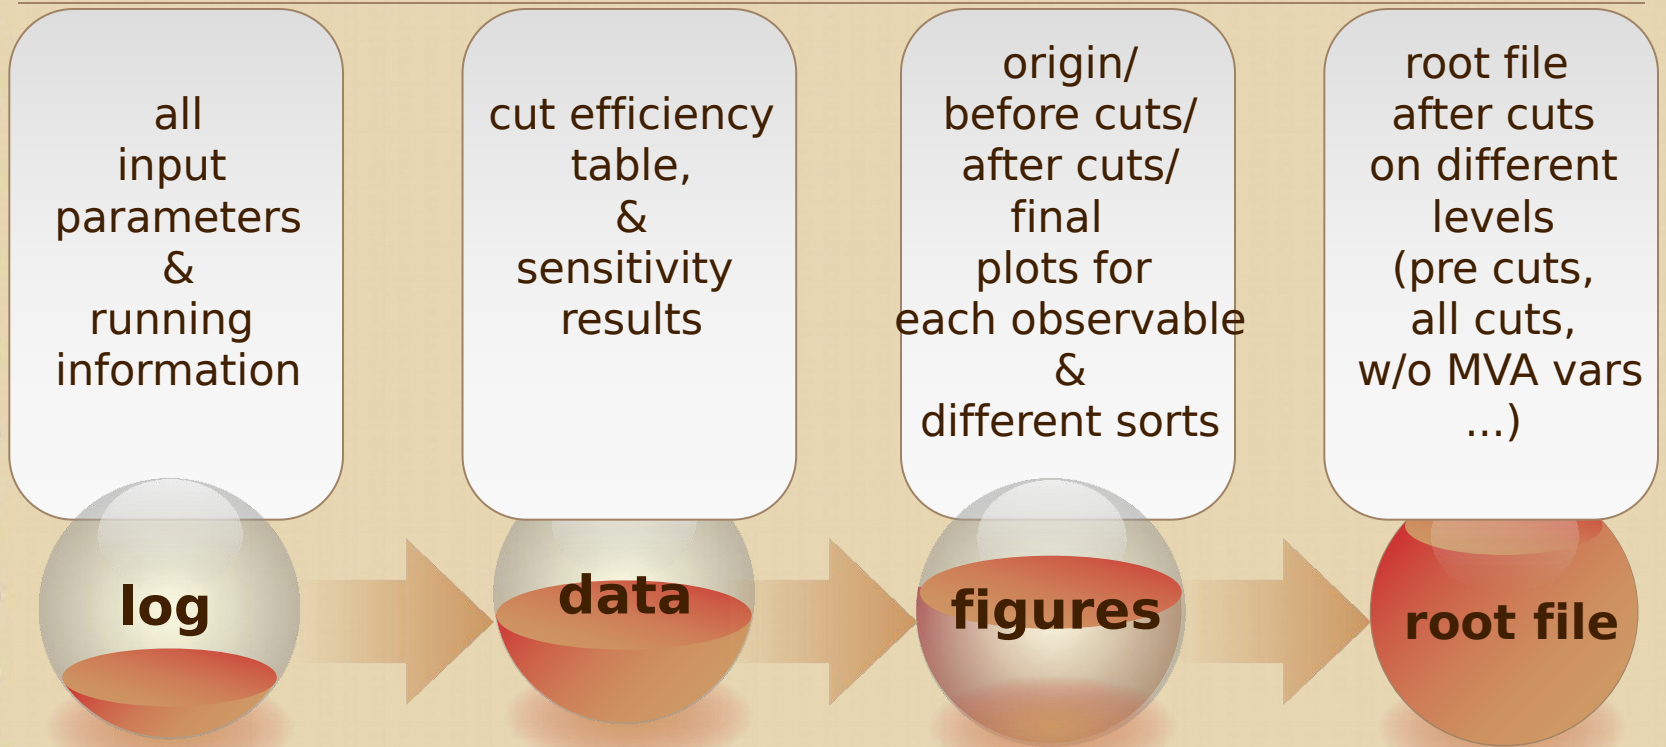 all
input
parameters
&
running
information
log
cut efficiency
table,
&
sensitivity
results
data
origin/
before cuts/
after cuts/
final
plots for
each observable
&
different sorts
figures
root file
after cuts
on different
levels
(pre cuts,
all cuts,
w/o MVA vars
...)
root file